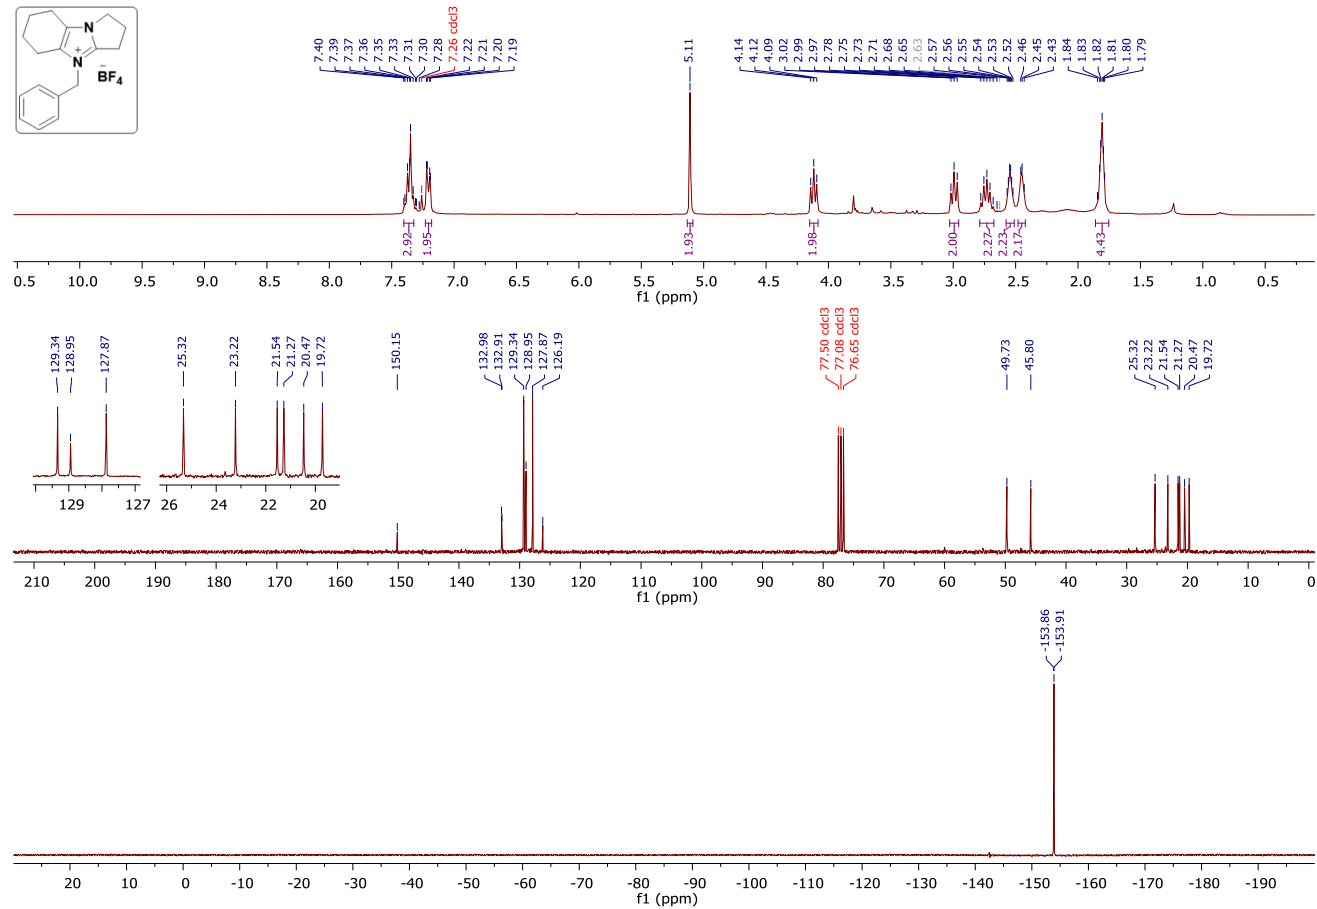 N
+
N
−
BF4
7.40 7.39 7.37 7.36 7.35 7.33 7.31 7.30 7.28 7.26 cdcl3 7.22 7.21 7.20 7.19 5.11 4.14 4.12 4.09 3.02 2.99 2.97 2.78 2.75 2.73 2.71 2.68 2.65 2.63 2.57 2.56 2.55 2.54 2.53 2.52 2.46 2.45 2.43 1.84 1.83 1.82 1.81 1.80 1.79
2.92 1.95 1.93 1.98 2.00 2.27 2.23 2.17 4.43
0.5 10.0 9.5 9.0 8.5 8.0 7.5 7.0 6.5 6.0 5.5 5.0 4.5 4.0 3.5 3.0 2.5 2.0 1.5 1.0 0.5
f1 (ppm)
129.34 128.95 127.87 25.32 23.22 21.54 21.27 20.47 19.72 150.15 132.98 132.91 129.34 128.95 127.87 126.19 77.50 cdcl3 77.08 cdcl3 76.65 cdcl3 49.73 45.80 25.32 23.22 21.54 21.27 20.47 19.72
129 127 26 24 22 20
210 200 190 180 170 160 150 140 130 120 110 100 90 80 70 60 50 40 30 20 10 0
f1 (ppm)
-153.86 -153.91
20 10 0 -10 -20 -30 -40 -50 -60 -70 -80 -90 -100 -110 -120 -130 -140 -150 -160 -170 -180 -190
f1 (ppm)